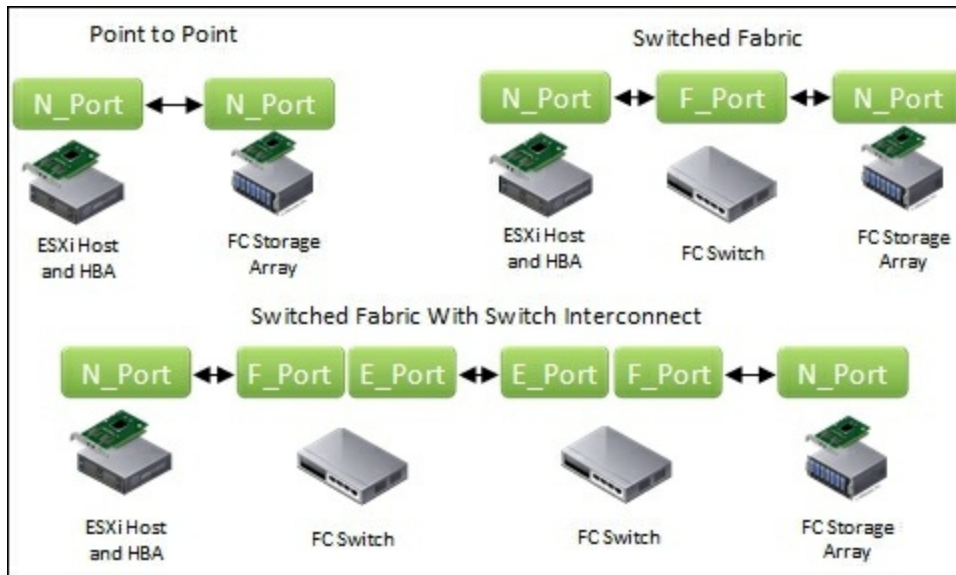 Point to Point
N_Port
N_Port
ESXi Host
and HBA
FC Storage
Array
Switched Fabric
N_Port
F_Port
N_Port
ESXi Host
and HBA
FC Switch
FC Storage
Array
Switched Fabric With Switch Interconnect
N_Port
F_Port
E_Port
E_Port
F_Port
N_Port
ESXi Host
and HBA
FC Switch
FC Switch
FC Storage
Array